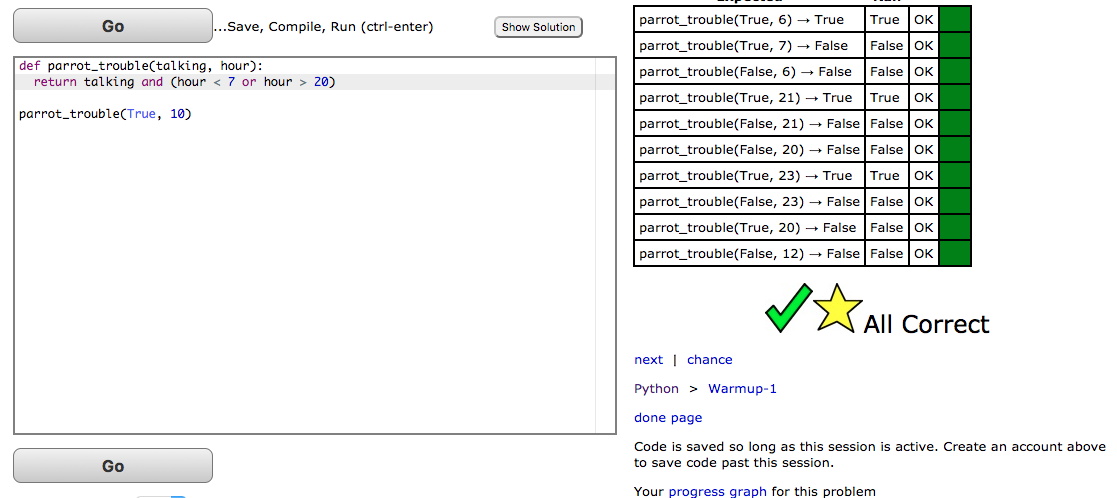 Go ...Save, Compile, Run (ctrl-enter) Show Solution
def parrot_trouble(talking, hour):
  return talking and (hour < 7 or hour > 20)
parrot_trouble(True, 10)
Go
parrot_trouble(True, 6) → True True OK
parrot_trouble(True, 7) → False False OK
parrot_trouble(False, 6) → False False OK
parrot_trouble(True, 21) → True True OK
parrot_trouble(False, 21) → False False OK
parrot_trouble(False, 20) → False False OK
parrot_trouble(True, 23) → True True OK
parrot_trouble(False, 23) → False False OK
parrot_trouble(True, 20) → False False OK
parrot_trouble(False, 12) → False False OK
All Correct
next | chance
Python > Warmup-1
done page
Code is saved so long as this session is active. Create an account above
to save code past this session.
Your progress graph for this problem